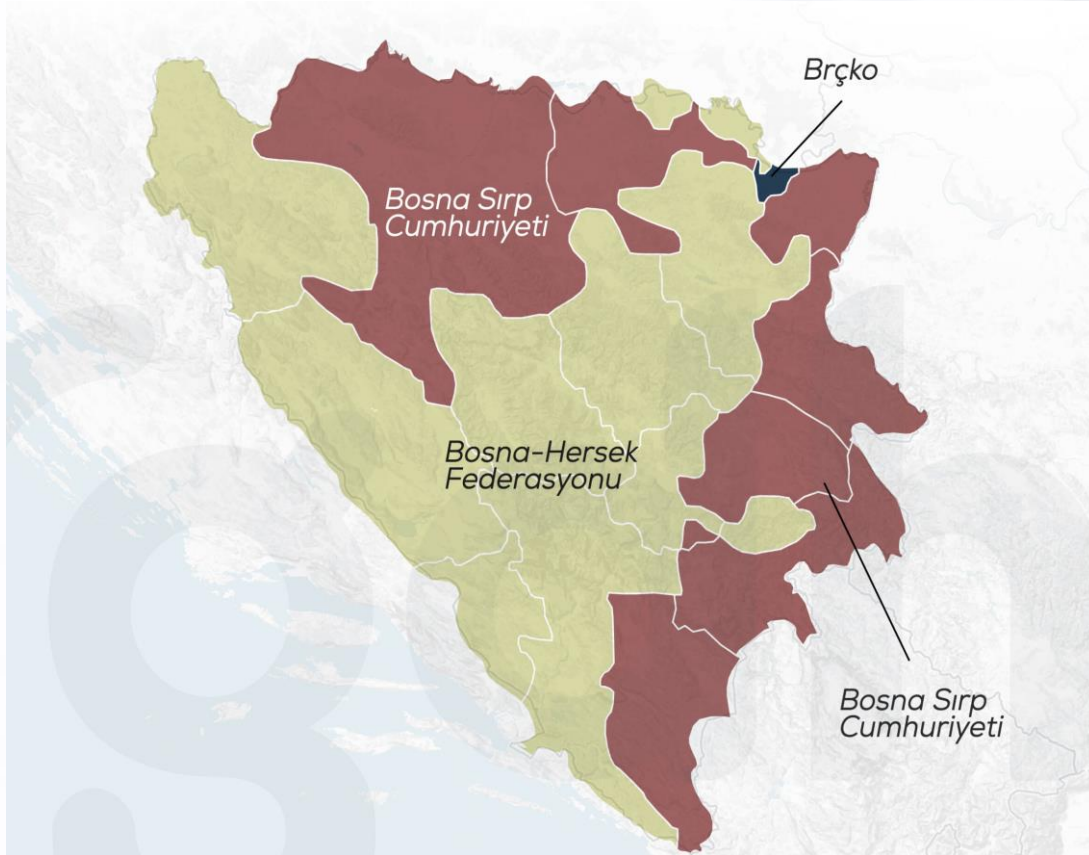 Brçko
Bosna Sırp
Cumhuriyeti
Bosna-Hersek
Federasyonu
Bosna Sırp
Cumhuriyeti